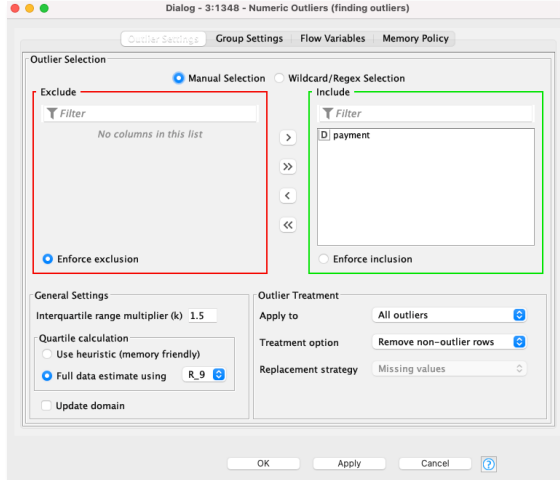 Dialog - 3:1348 - Numeric Outliers (finding outliers)
Outlier Settings Group Settings Flow Variables Memory Policy
Outlier Selection
Manual Selection Wildcard/Regex Selection
Exclude Include
Filter Filter
No columns in this list D payment
>
>>
<
<<
Enforce exclusion Enforce inclusion
General Settings Outlier Treatment
Interquartile range multiplier (k) 1.5 Apply to All outliers
Quartile calculation
Use heuristic (memory friendly) Treatment option Remove non-outlier rows
Full data estimate using R_9 Replacement strategy Missing values
Update domain
OK Apply Cancel ?